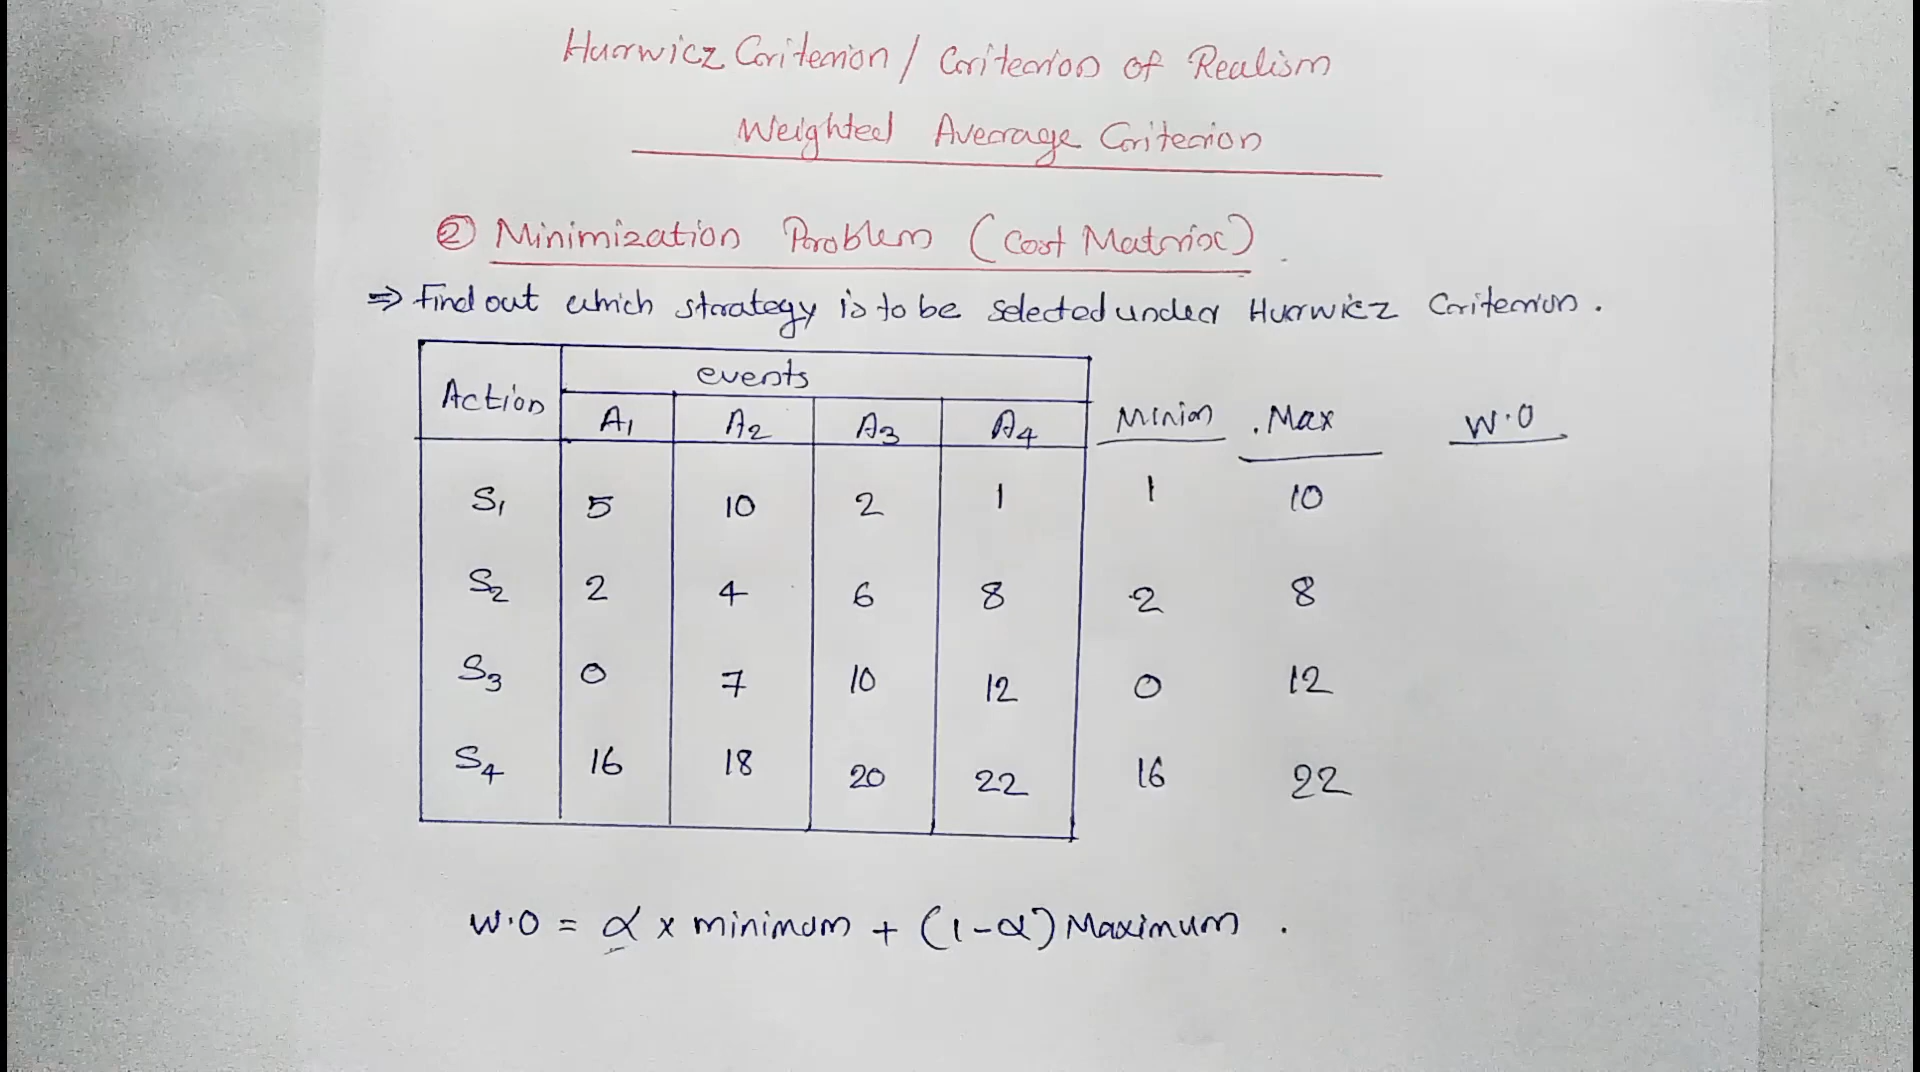 Hurwicz Criterion / Criterion of Realism
Weighted Average Criterion
② Minimization Problem (Cost Matrix).
⇒ Find out which strategy is to be selected under Hurwicz Criterion.
Action events
A1 A2 A3 A4 Minim . Max W.O
S1 5 10 2 1 1 10
S2 2 4 6 8 2 8
S3 0 7 10 12 0 12
S4 16 18 20 22 16 22
W.O = α x minimum + (1-α) Maximum .